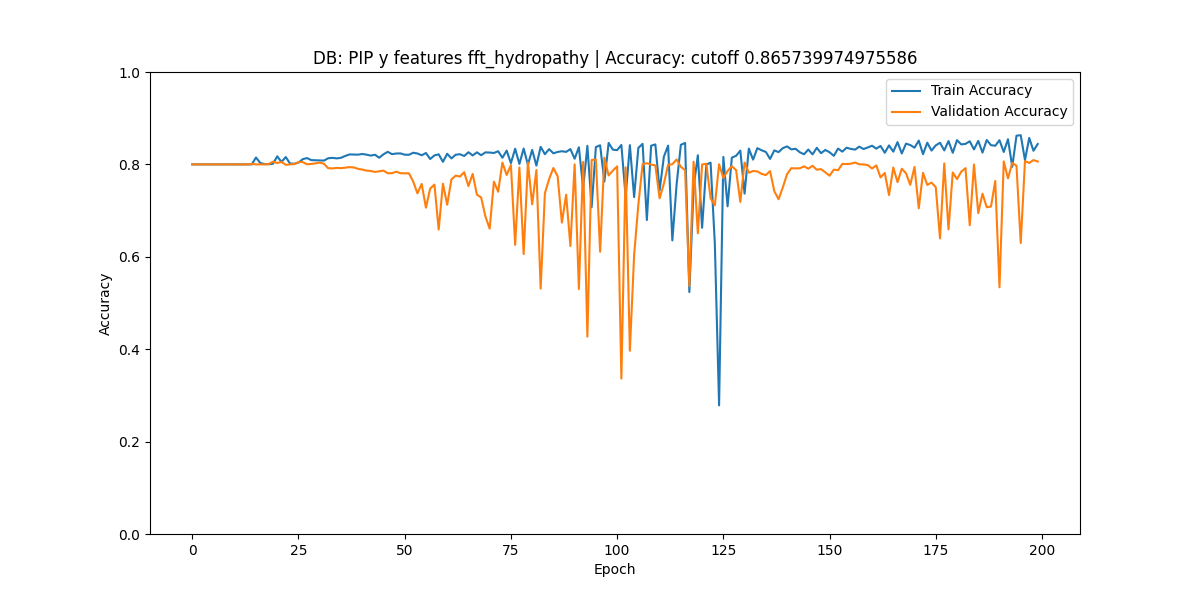 DB: PIP y features fft_hydropathy | Accuracy: cutoff 0.865739974975586
Train Accuracy
Validation Accuracy
1.0
0.8
0.6
0.4
0.2
0.0
Accuracy
0 25 50 75 100 125 150 175 200
Epoch